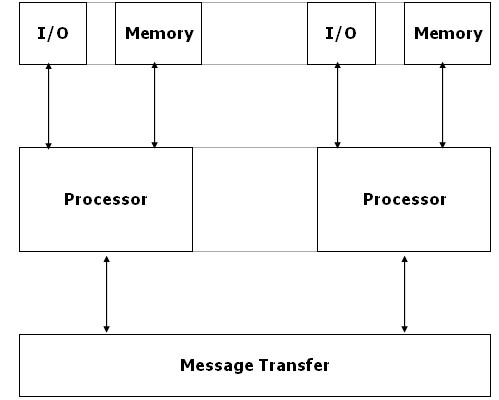 I/O
Memory
I/O
Memory
Processor
Processor
Message Transfer